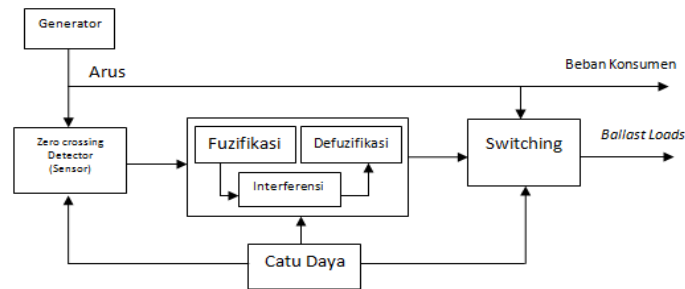 Generator
Arus
Beban Konsumen
Zero crossing
Detector
(Sensor)
Fuzifikasi
Defuzifikasi
Interferensi
Switching
Ballast Loads
Catu Daya